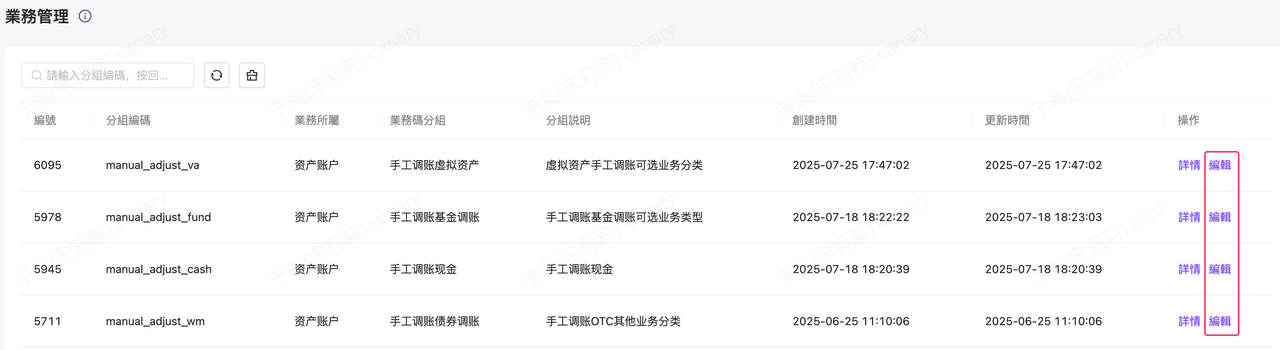 業務管理
請輸入分組編碼，按回...
編號 分組編碼 業務所屬 業務碼分組 分組説明 創建時間 更新時間 操作
6095 manual_adjust_va 资产账户 手工调账虚拟资产 虚拟资产手工调账可选业务分类 2025-07-25 17:47:02 2025-07-25 17:47:02 詳情 編輯
5978 manual_adjust_fund 资产账户 手工调账基金调账 手工调账基金调账可选业务类型 2025-07-18 18:22:22 2025-07-18 18:23:03 詳情 編輯
5945 manual_adjust_cash 资产账户 手工调账现金 手工调账现金 2025-07-18 18:20:39 2025-07-18 18:20:39 詳情 編輯
5711 manual_adjust_wm 资产账户 手工调账债券调账 手工调账OTC其他业务分类 2025-06-25 11:10:06 2025-06-25 11:10:06 詳情 編輯
千岛(宋莉莉) canary